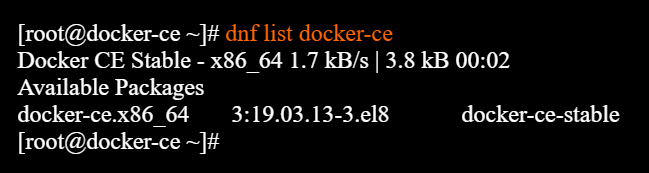 [root@docker-ce ~]# dnf list docker-ce
Docker CE Stable - x86_64 1.7 kB/s | 3.8 kB 00:02
Available Packages
docker-ce.x86_64 3:19.03.13-3.el8 docker-ce-stable
[root@docker-ce ~]#